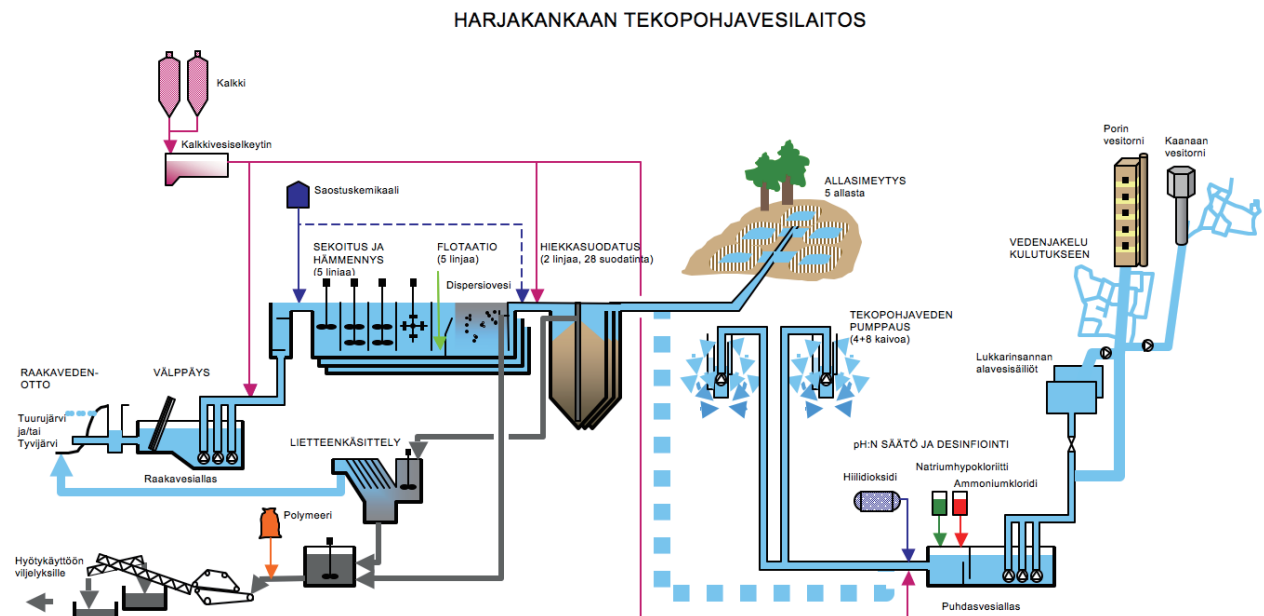 HARJAKANKAAN TEKOPOHJAVESILAITOS
Kalkki
Kalkkivesiselkeytin
Saostuskemikaali
SEKOITUS JA
HÄMMENNYS
(5 linjaa)
FLOTAATIO
(5 linjaa)
Dispersiovesi
HIEKKASUODATUS
(2 linjaa, 28 suodatinta)
ALLASIMEYTYS
5 allasta
Porin
vesitorni
Kaanaan
vesitorni
VEDENJAKELU
KULUTUKSEEN
TEKOPOHJAVEDEN
PUMPPAUS
(4+8 kaivoa)
Lukkarinsannan
alavesisäiliöt
RAAKAVEDEN-
OTTO
VÄLPPÄYS
Tuurujärvi
ja/tai
Tyvijärvi
Raakavesiallas
LIETTEENKÄSITTELY
Polymeeri
Hyötykäyttöön
viljelyksille
pH:N SÄÄTÖ JA DESINFIOINTI
Natriumhypokloriitti
Hiilidioksidi
Ammoniumkloridi
Puhdasvesiallas